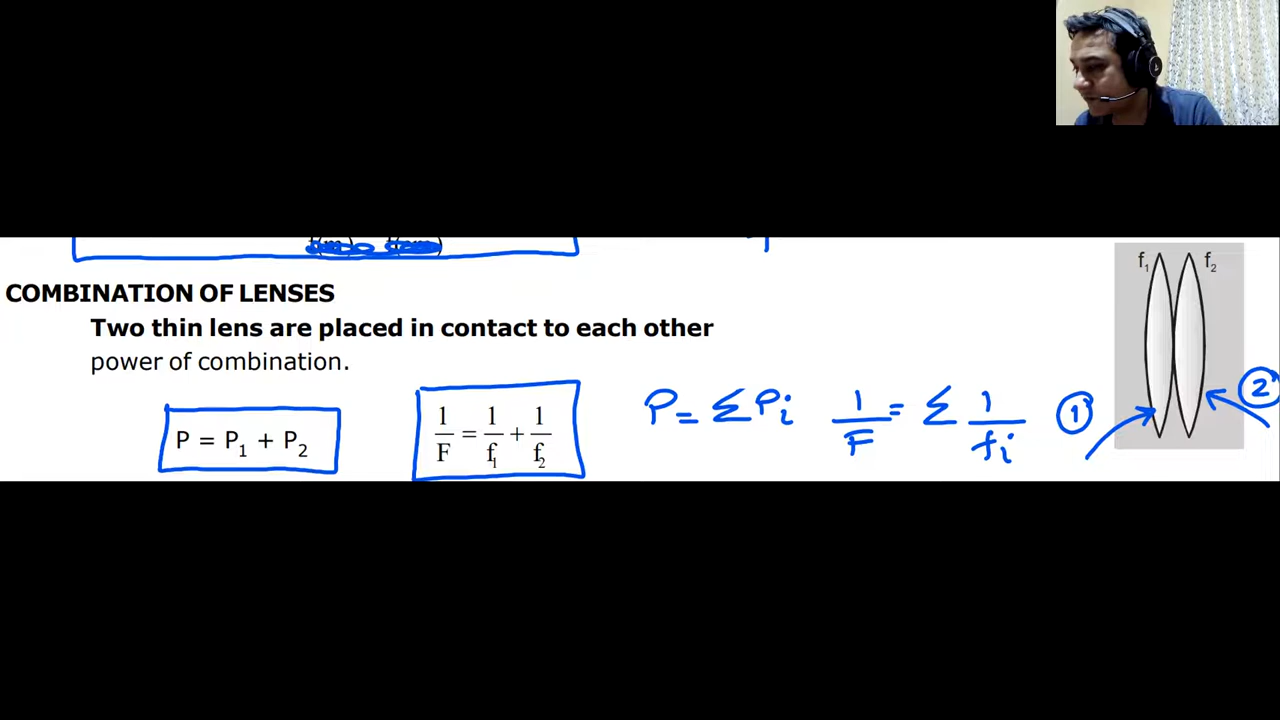 COMBINATION OF LENSES
Two thin lens are placed in contact to each other
power of combination.
P = P₁ + P₂
1/F = 1/f₁ + 1/f₂
P = Σ Pi
1/F = Σ 1/fi
①
f₁ f₂
②